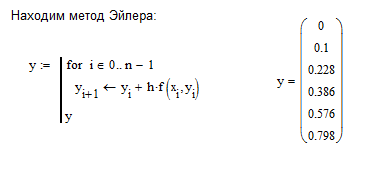 Находим метод Эйлера:
y := for i ∈ 0.. n − 1
y_{i+1} ← y_i + h·f(x_i, y_i)
y
y =
0
0.1
0.228
0.386
0.576
0.798